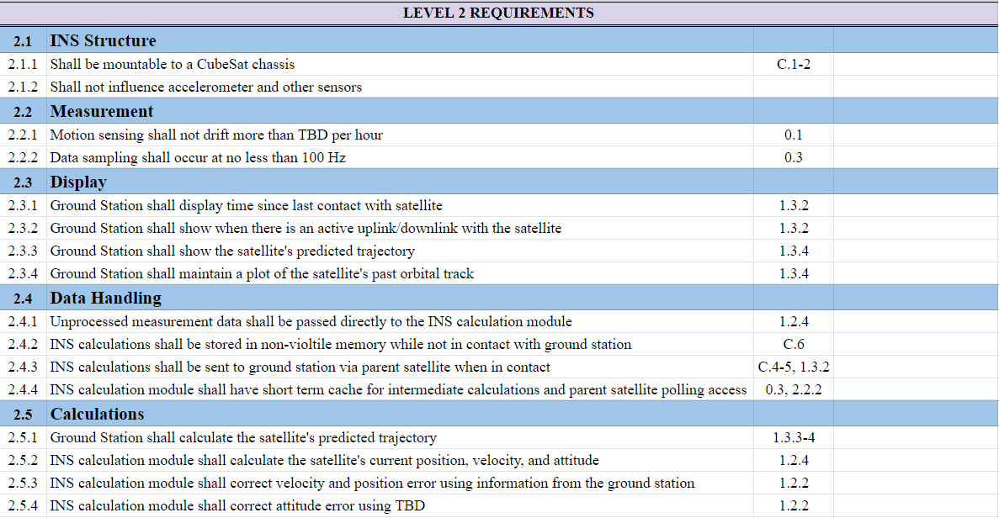 LEVEL 2 REQUIREMENTS
2.1 INS Structure
2.1.1 Shall be mountable to a CubeSat chassis C.1-2
2.1.2 Shall not influence accelerometer and other sensors
2.2 Measurement
2.2.1 Motion sensing shall not drift more than TBD per hour 0.1
2.2.2 Data sampling shall occur at no less than 100 Hz 0.3
2.3 Display
2.3.1 Ground Station shall display time since last contact with satellite 1.3.2
2.3.2 Ground Station shall show when there is an active uplink/downlink with the satellite 1.3.2
2.3.3 Ground Station shall show the satellite's predicted trajectory 1.3.4
2.3.4 Ground Station shall maintain a plot of the satellite's past orbital track 1.3.4
2.4 Data Handling
2.4.1 Unprocessed measurement data shall be passed directly to the INS calculation module 1.2.4
2.4.2 INS calculations shall be stored in non-violtile memory while not in contact with ground station C.6
2.4.3 INS calculations shall be sent to ground station via parent satellite when in contact C.4-5, 1.3.2
2.4.4 INS calculation module shall have short term cache for intermediate calculations and parent satellite polling access 0.3, 2.2.2
2.5 Calculations
2.5.1 Ground Station shall calculate the satellite's predicted trajectory 1.3.3-4
2.5.2 INS calculation module shall calculate the satellite's current position, velocity, and attitude 1.2.4
2.5.3 INS calculation module shall correct velocity and position error using information from the ground station 1.2.2
2.5.4 INS calculation module shall correct attitude error using TBD 1.2.2